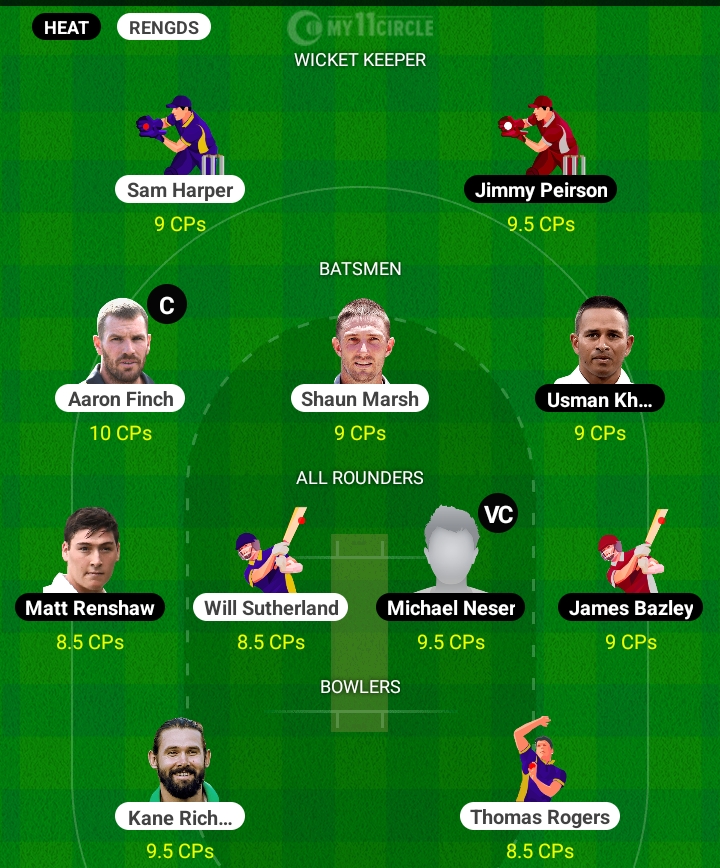 HEAT RENGDS MY11CIRCLE
WICKET KEEPER
Sam Harper Jimmy Peirson
9 CPs 9.5 CPs
BATSMEN
C
Aaron Finch Shaun Marsh Usman Kh...
10 CPs 9 CPs 9 CPs
ALL ROUNDERS
VC
Matt Renshaw Will Sutherland Michael Neser James Bazley
8.5 CPs 8.5 CPs 9.5 CPs 9 CPs
BOWLERS
Kane Rich... Thomas Rogers
9.5 CPs 8.5 CPs